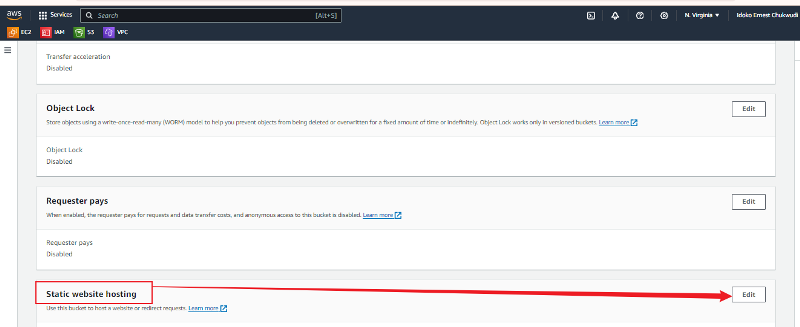 aws Services Search [Alt+S] N. Virginia Idoko Ernest Chukwudi
EC2 IAM S3 VPC
Transfer acceleration
Disabled
Object Lock Edit
Store objects using a write-once-read-many (WORM) model to help you prevent objects from being deleted or overwritten for a fixed amount of time or indefinitely. Object Lock works only in versioned buckets. Learn more
Object Lock
Disabled
Requester pays Edit
When enabled, the requester pays for requests and data transfer costs, and anonymous access to this bucket is disabled. Learn more
Requester pays
Disabled
Static website hosting Edit
Use this bucket to host a website or redirect requests. Learn more